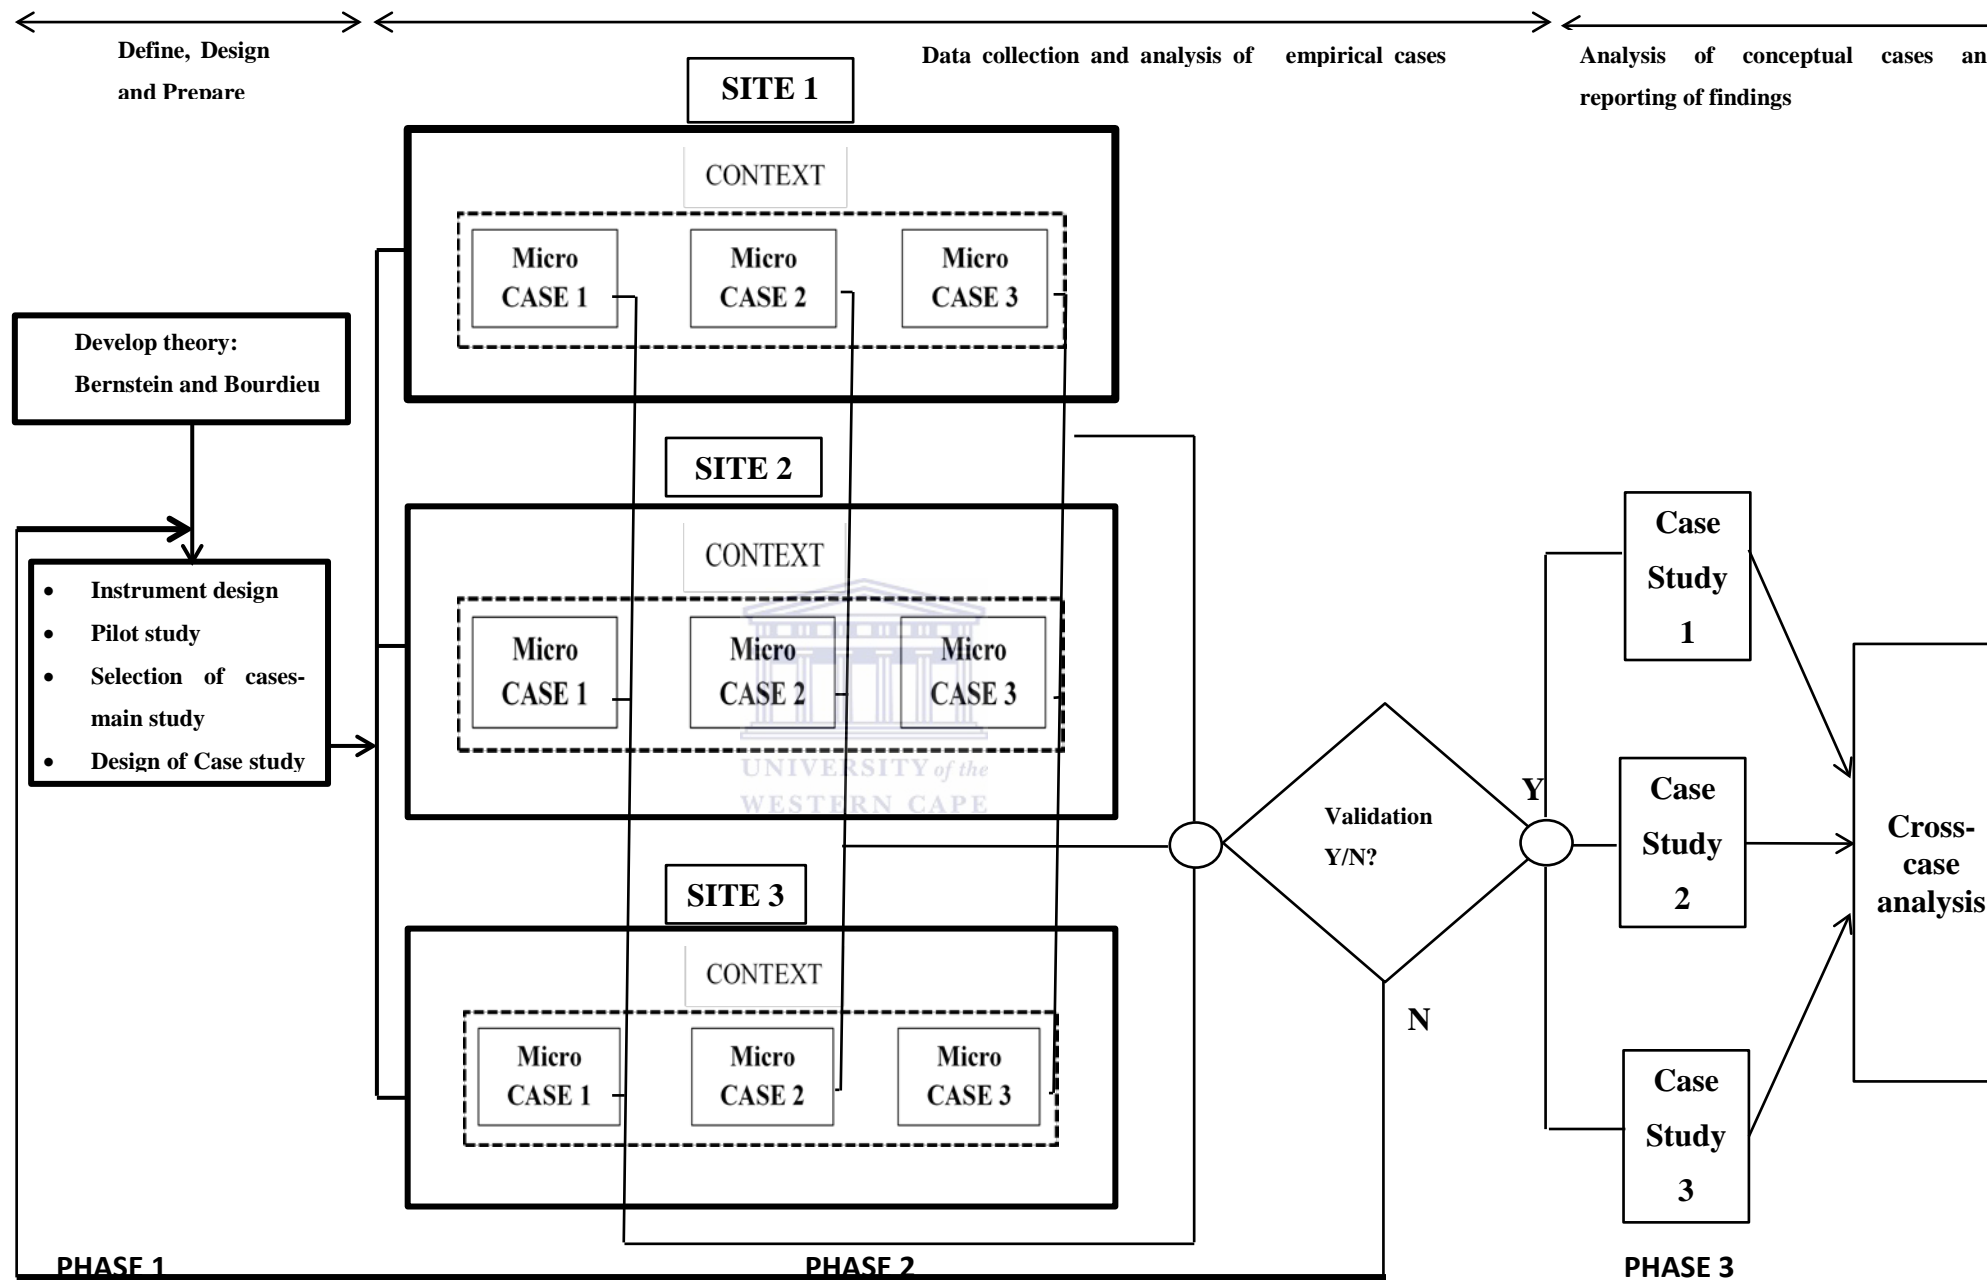 Define, Design
and Prepare
Data collection and analysis of empirical cases
Analysis of conceptual cases an
reporting of findings
SITE 1
CONTEXT
Micro
CASE 1
Micro
CASE 2
Micro
CASE 3
Develop theory:
Bernstein and Bourdieu
• Instrument design
• Pilot study
• Selection of cases-
main study
• Design of Case study
SITE 2
CONTEXT
Micro
CASE 1
Micro
CASE 2
Micro
CASE 3
UNIVERSITY of the
WESTERN CAPE
SITE 3
CONTEXT
Micro
CASE 1
Micro
CASE 2
Micro
CASE 3
Validation
Y/N?
Y
N
Case
Study
1
Case
Study
2
Case
Study
3
Cross-
case
analysis
PHASE 1
PHASE 2
PHASE 3